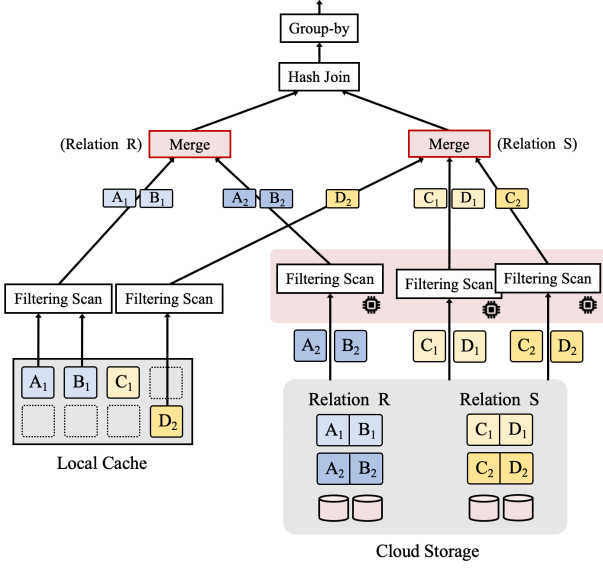 Group-by
Hash Join
(Relation R) Merge Merge (Relation S)
A₁ B₁ A₂ B₂ D₂ C₁ D₁ C₂
Filtering Scan Filtering Scan Filtering Scan Filtering Scan Filtering Scan
A₂ B₂ C₁ D₁ C₂ D₂
A₁ B₁ C₁
D₂
Local Cache
Relation R Relation S
A₁ B₁ C₁ D₁
A₂ B₂ C₂ D₂
Cloud Storage